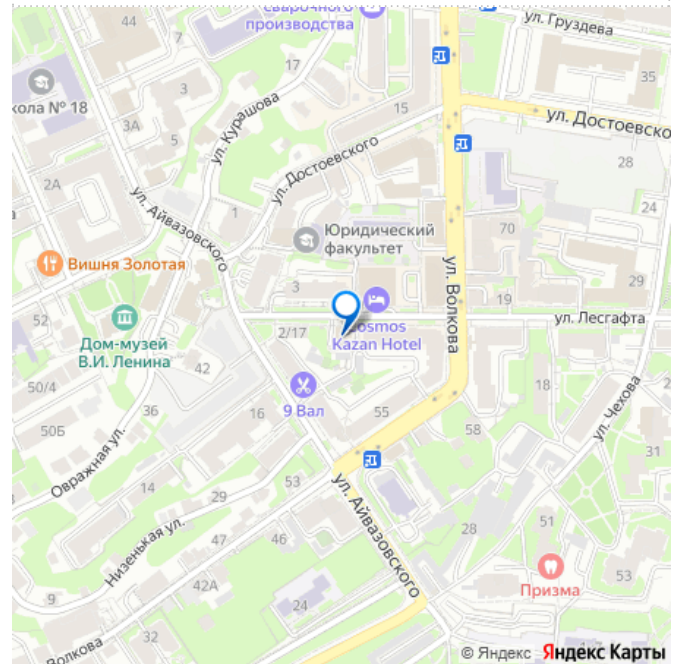 сварочного
производства
ул. Груздева
17
35
кола № 18
5
3А
15
ул. Достоевско
ул. Курашова
3
28
ул. Достоевского
2А
24
1
70
Юридический
факультет
ул. Айвазовского
Вишня Золотая
29
3
ул. Волкова
19
52
2/17
Cosmos
Kazan Hotel
ул. Лесгафта
Дом-музей
В.И. Ленина
42
18
50/4
9 Вал
36
16
55
ул. Чехова
50Б
58
31
Овражная ул.
14
53
29
ул. Айвазовского
Низенькая ул.
47
46
28
51
42А
Призма
53
9
24
Волкова
32
© Яндекс Яндекс Карты